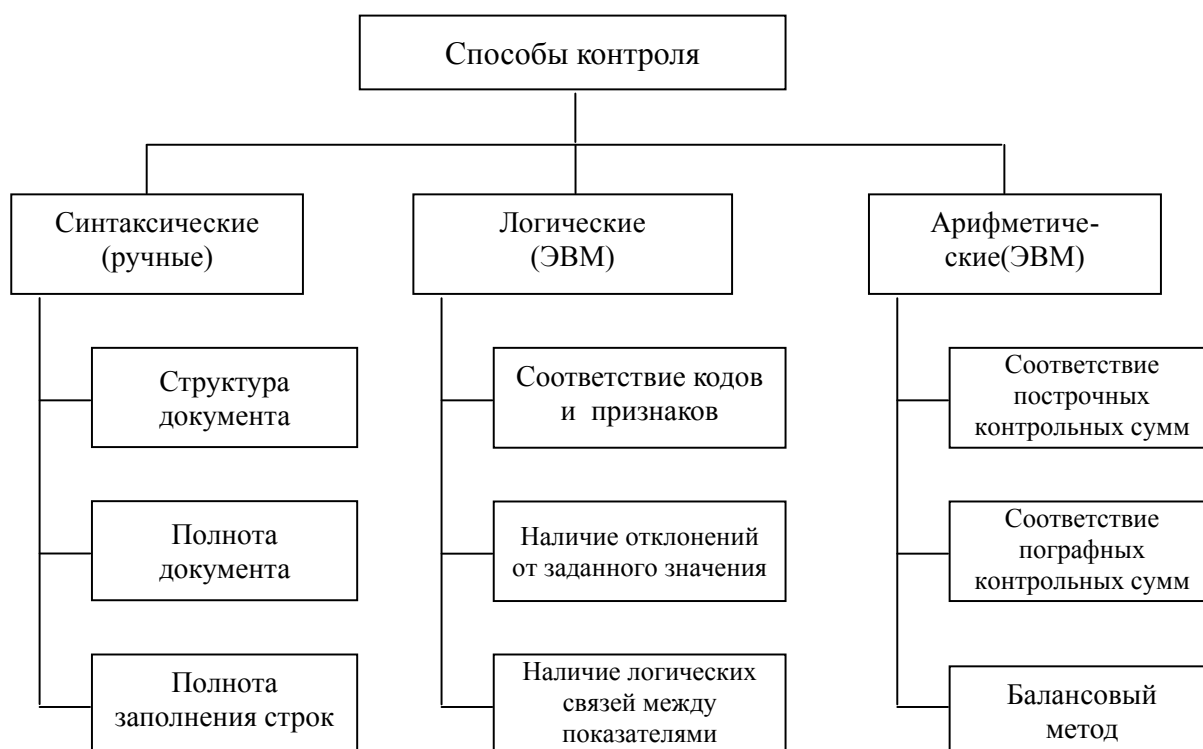 Способы контроля
Синтаксические
(ручные)
Логические
(ЭВМ)
Арифметиче-
ские(ЭВМ)
Структура
документа
Соответствие кодов
и признаков
Соответствие
построчных
контрольных сумм
Полнота
документа
Наличие отклонений
от заданного значения
Соответствие
пографных
контрольных сумм
Полнота
заполнения строк
Наличие логических
связей между
показателями
Балансовый
метод